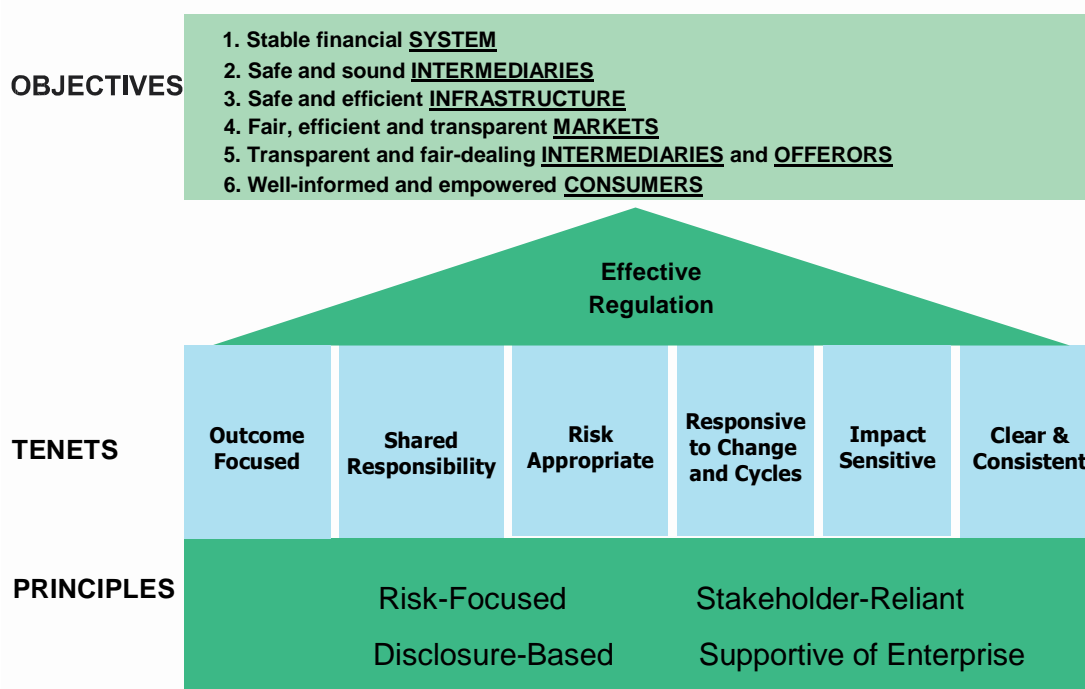 OBJECTIVES
1. Stable financial SYSTEM
2. Safe and sound INTERMEDIARIES
3. Safe and efficient INFRASTRUCTURE
4. Fair, efficient and transparent MARKETS
5. Transparent and fair-dealing INTERMEDIARIES and OFFERORS
6. Well-informed and empowered CONSUMERS
Effective
Regulation
TENETS
Outcome
Focused
Shared
Responsibility
Risk
Appropriate
Responsive
to Change
and Cycles
Impact
Sensitive
Clear &
Consistent
PRINCIPLES
Risk-Focused
Stakeholder-Reliant
Disclosure-Based
Supportive of Enterprise